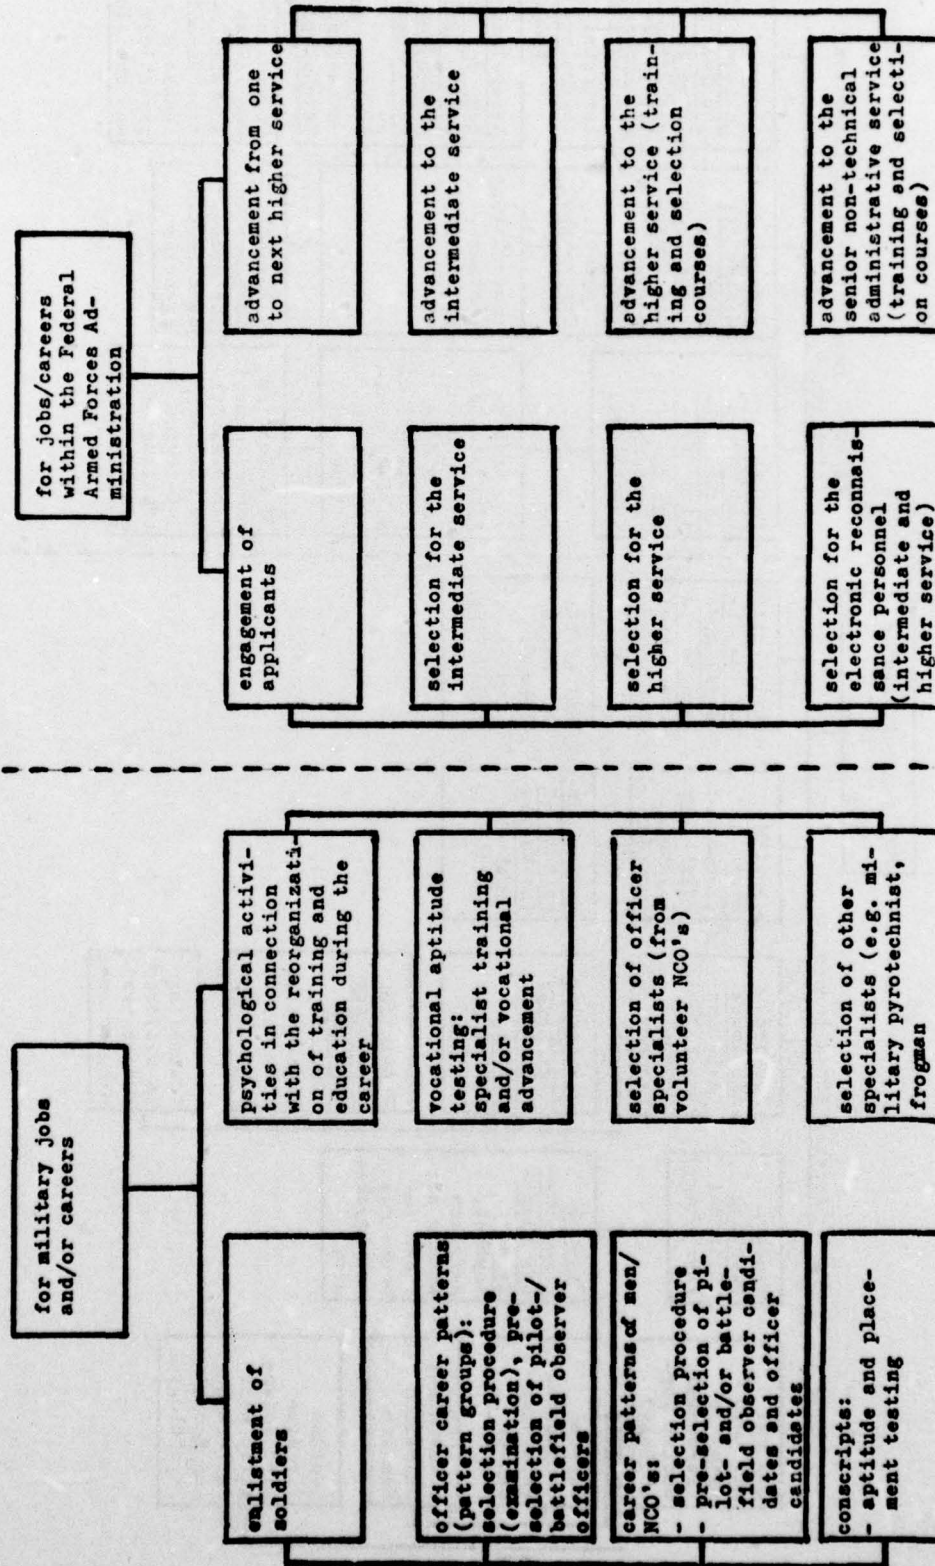 for military jobs
and/or careers
enlistment of
soldiers
officer career patterns
(pattern groups):
selection procedure
(examination), pre-
selection of pilot-/
battlefield observer
officers
career patterns of men/
NCO's:
- selection procedure
- pre-selection of pi-
lot- and/or battle-
field observer candi-
dates and officer
candidates
conscripts:
- aptitude and place-
ment testing
psychological activi-
ties in connection
with the reorganizati-
on of training and
education during the
career
vocational aptitude
testing:
specialist training
and/or vocational
advancement
selection of officer
specialists (from
volunteer NCO's)
selection of other
specialists (e.g. mi-
litary pyrotechnist,
frogman
for jobs/careers
within the Federal
Armed Forces Ad-
ministration
engagement of
applicants
selection for the
intermediate service
selection for the
higher service
selection for the
electronic reconnais-
sance personnel
(intermediate and
higher service)
advancement from one
to next higher service
advancement to the
intermediate service
advancement to the
higher service (train-
ing and selection
courses)
advancement to the
senior non-technical
administrative service
(training and selecti-
on courses)